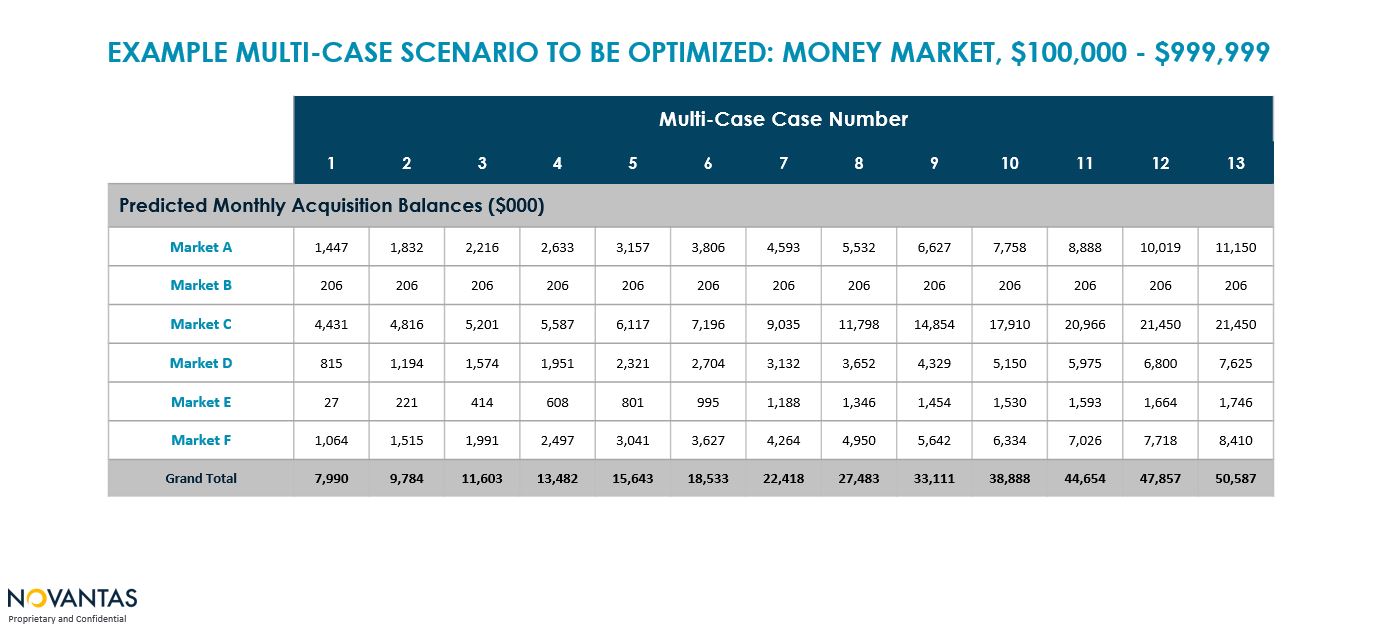 EXAMPLE MULTI-CASE SCENARIO TO BE OPTIMIZED: MONEY MARKET, $100,000 - $999,999
Multi-Case Case Number
1 2 3 4 5 6 7 8 9 10 11 12 13
Predicted Monthly Acquisition Balances ($000)
Market A 1,447 1,832 2,216 2,633 3,157 3,806 4,593 5,532 6,627 7,758 8,888 10,019 11,150
Market B 206 206 206 206 206 206 206 206 206 206 206 206 206
Market C 4,431 4,816 5,201 5,587 6,117 7,196 9,035 11,798 14,854 17,910 20,966 21,450 21,450
Market D 815 1,194 1,574 1,951 2,321 2,704 3,132 3,652 4,329 5,150 5,975 6,800 7,625
Market E 27 221 414 608 801 995 1,188 1,346 1,454 1,530 1,593 1,664 1,746
Market F 1,064 1,515 1,991 2,497 3,041 3,627 4,264 4,950 5,642 6,334 7,026 7,718 8,410
Grand Total 7,990 9,784 11,603 13,482 15,643 18,533 22,418 27,483 33,111 38,888 44,654 47,857 50,587
NOVANTAS
Proprietary and Confidential